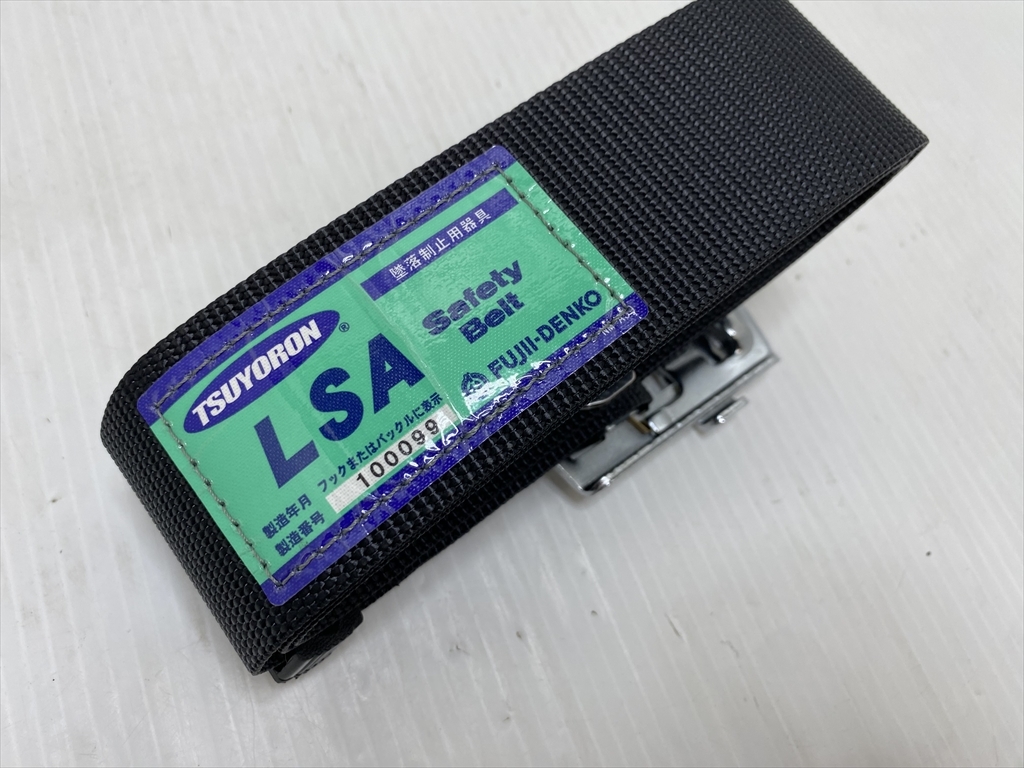 TSUYORON®
LSA
製造年月 フックまたはバックルに表示
製造番号 100099
墜落制止用器具
Safety
Belt
FUJII-DENKO